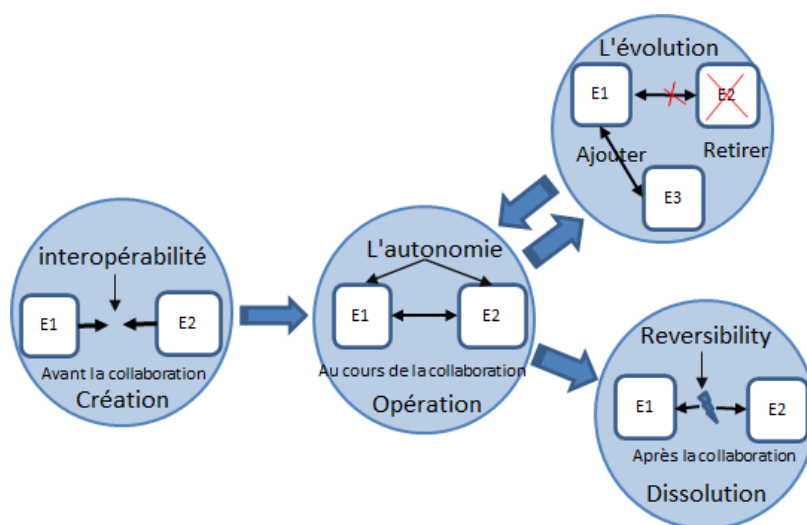 interopérabilité
E1
E2
Avant la collaboration
Création
L'autonomie
E1
E2
Au cours de la collaboration
Opération
L'évolution
E1
E2
Ajouter
Retirer
E3
Reversibility
E1
E2
Après la collaboration
Dissolution